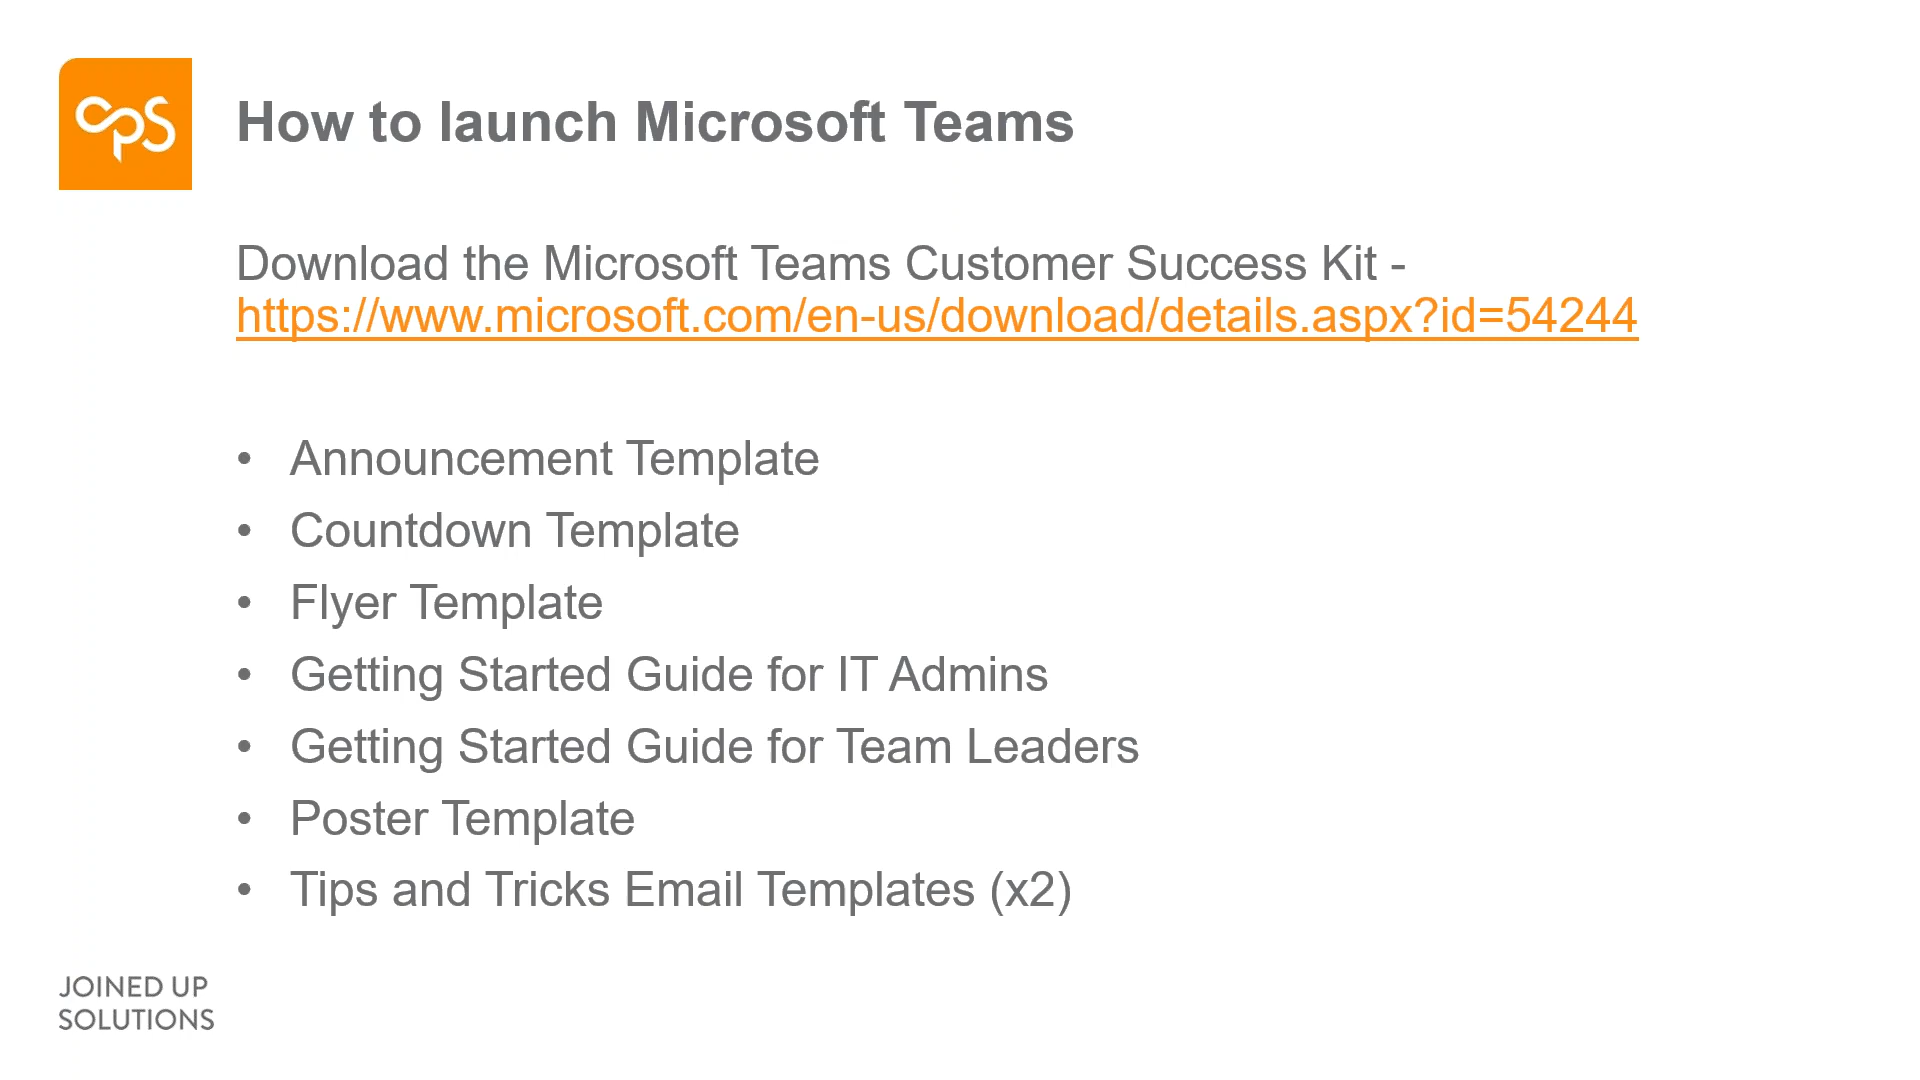 cps
How to launch Microsoft Teams
Download the Microsoft Teams Customer Success Kit -
https://www.microsoft.com/en-us/download/details.aspx?id=54244
• Announcement Template
• Countdown Template
• Flyer Template
• Getting Started Guide for IT Admins
• Getting Started Guide for Team Leaders
• Poster Template
• Tips and Tricks Email Templates (x2)
JOINED UP
SOLUTIONS